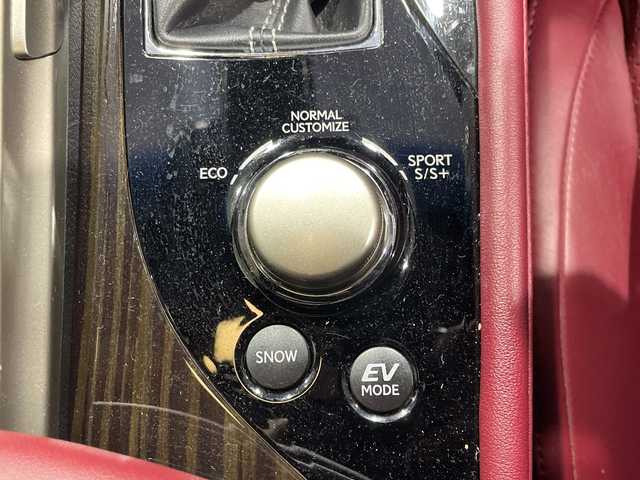 NORMAL
CUSTOMIZE
ECO
SPORT
S/S+
SNOW
EV
MODE